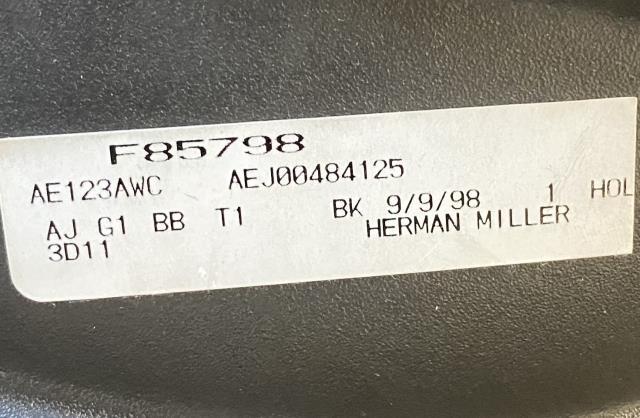 F85798
AE123AWC AEJ00484125
AJ G1 BB T1 BK 9/9/98 1 HOL
3D11 HERMAN MILLER